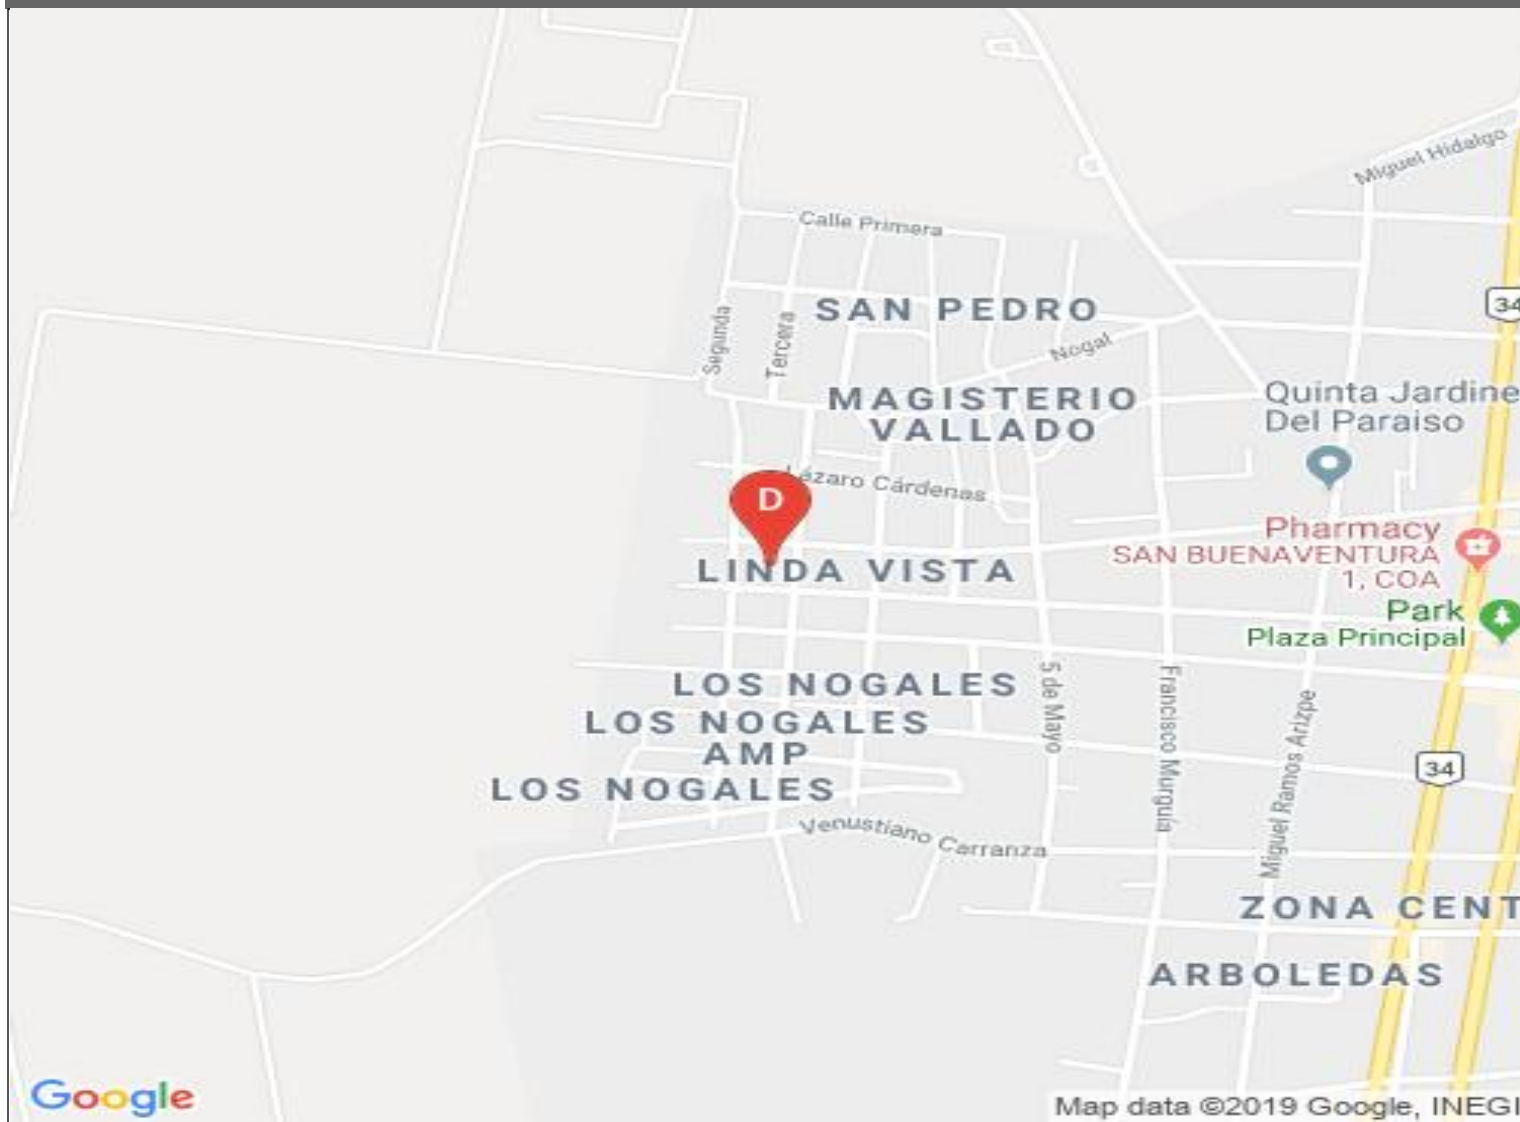 Miguel Hidalgo
Calle Primera
34
SAN PEDRO
Segunda
Tercera
Nogal
MAGISTERIO
VALLADO
Quinta Jardine
Del Paraiso
D
Lázaro Cárdenas
Pharmacy
SAN BUENAVENTURA
1, COA
LINDA VISTA
Park
Plaza Principal
LOS NOGALES
5 de Mayo
Francisco Murguía
Miguel Ramos Arizpe
LOS NOGALES
AMP
34
LOS NOGALES
Venustiano Carranza
ZONA CENT
ARBOLEDAS
Google
Map data ©2019 Google, INEGI